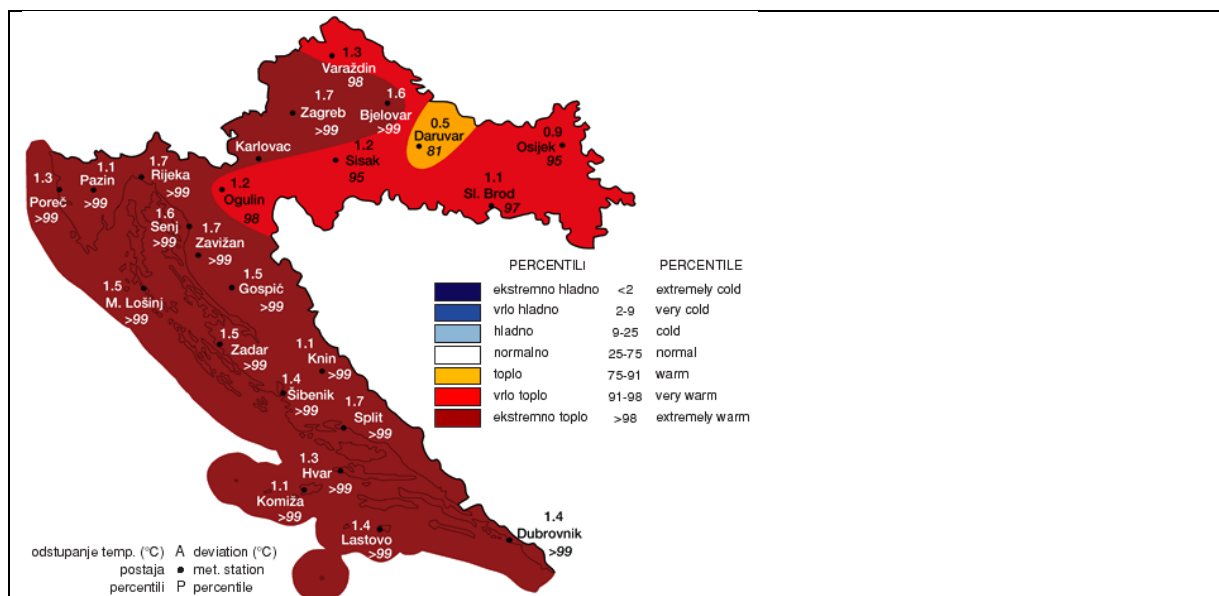 1.3
Varaždin
98
1.7
Zagreb
>99
1.6
Bjelovar
>99
0.5
Daruvar
81
0.9
Osijek
95
Karlovac
1.2
Sisak
95
1.1
Sl. Brod
97
1.2
Ogulin
98
1.3
Poreč
>99
1.1
Pazin
>99
1.7
Rijeka
>99
1.6
Senj
>99
1.7
Zavižan
>99
1.5
Gospić
>99
1.5
M. Lošinj
>99
1.5
Zadar
>99
1.1
Knin
>99
1.4
Šibenik
>99
1.7
Split
>99
1.3
Hvar
>99
1.1
Komiža
>99
1.4
Lastovo
>99
1.4
Dubrovnik
>99
PERCENTILI PERCENTILE
ekstremno hladno <2 extremely cold
vrlo hladno 2-9 very cold
hladno 9-25 cold
normalno 25-75 normal
toplo 75-91 warm
vrlo toplo 91-98 very warm
ekstremno toplo >98 extremely warm
odstupanje temp. (°C) A deviation (°C)
postaja met. station
percentili P percentile